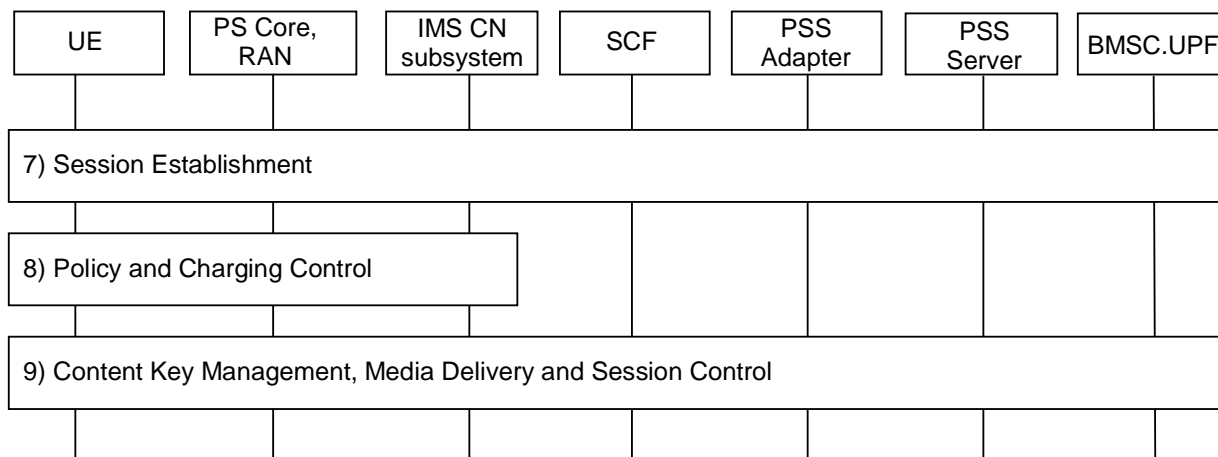 UE
PS Core,
RAN
IMS CN
subsystem
SCF
PSS
Adapter
PSS
Server
BMSC.UPF
7) Session Establishment
8) Policy and Charging Control
9) Content Key Management, Media Delivery and Session Control